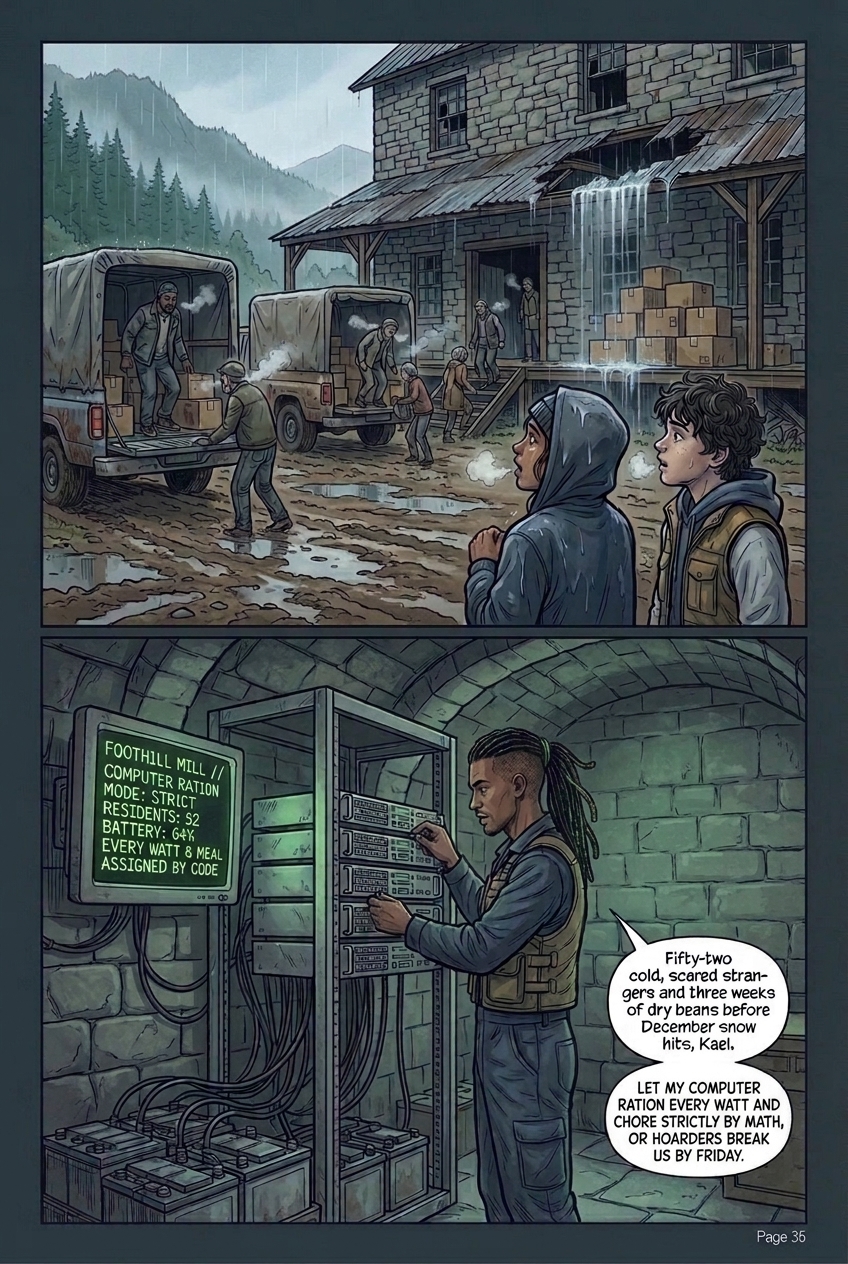 FOOTHILL MILL //
COMPUTER RATION
MODE: STRICT
RESIDENTS: 52
BATTERY: 64%
EVERY WATT & MEAL
ASSIGNED BY CODE
Fifty-two
cold, scared stran-
gers and three weeks
of dry beans before
December snow
hits, Kael.
LET MY COMPUTER
RATION EVERY WATT AND
CHORE STRICTLY BY MATH,
OR HOARDERS BREAK
US BY FRIDAY.
Page 35